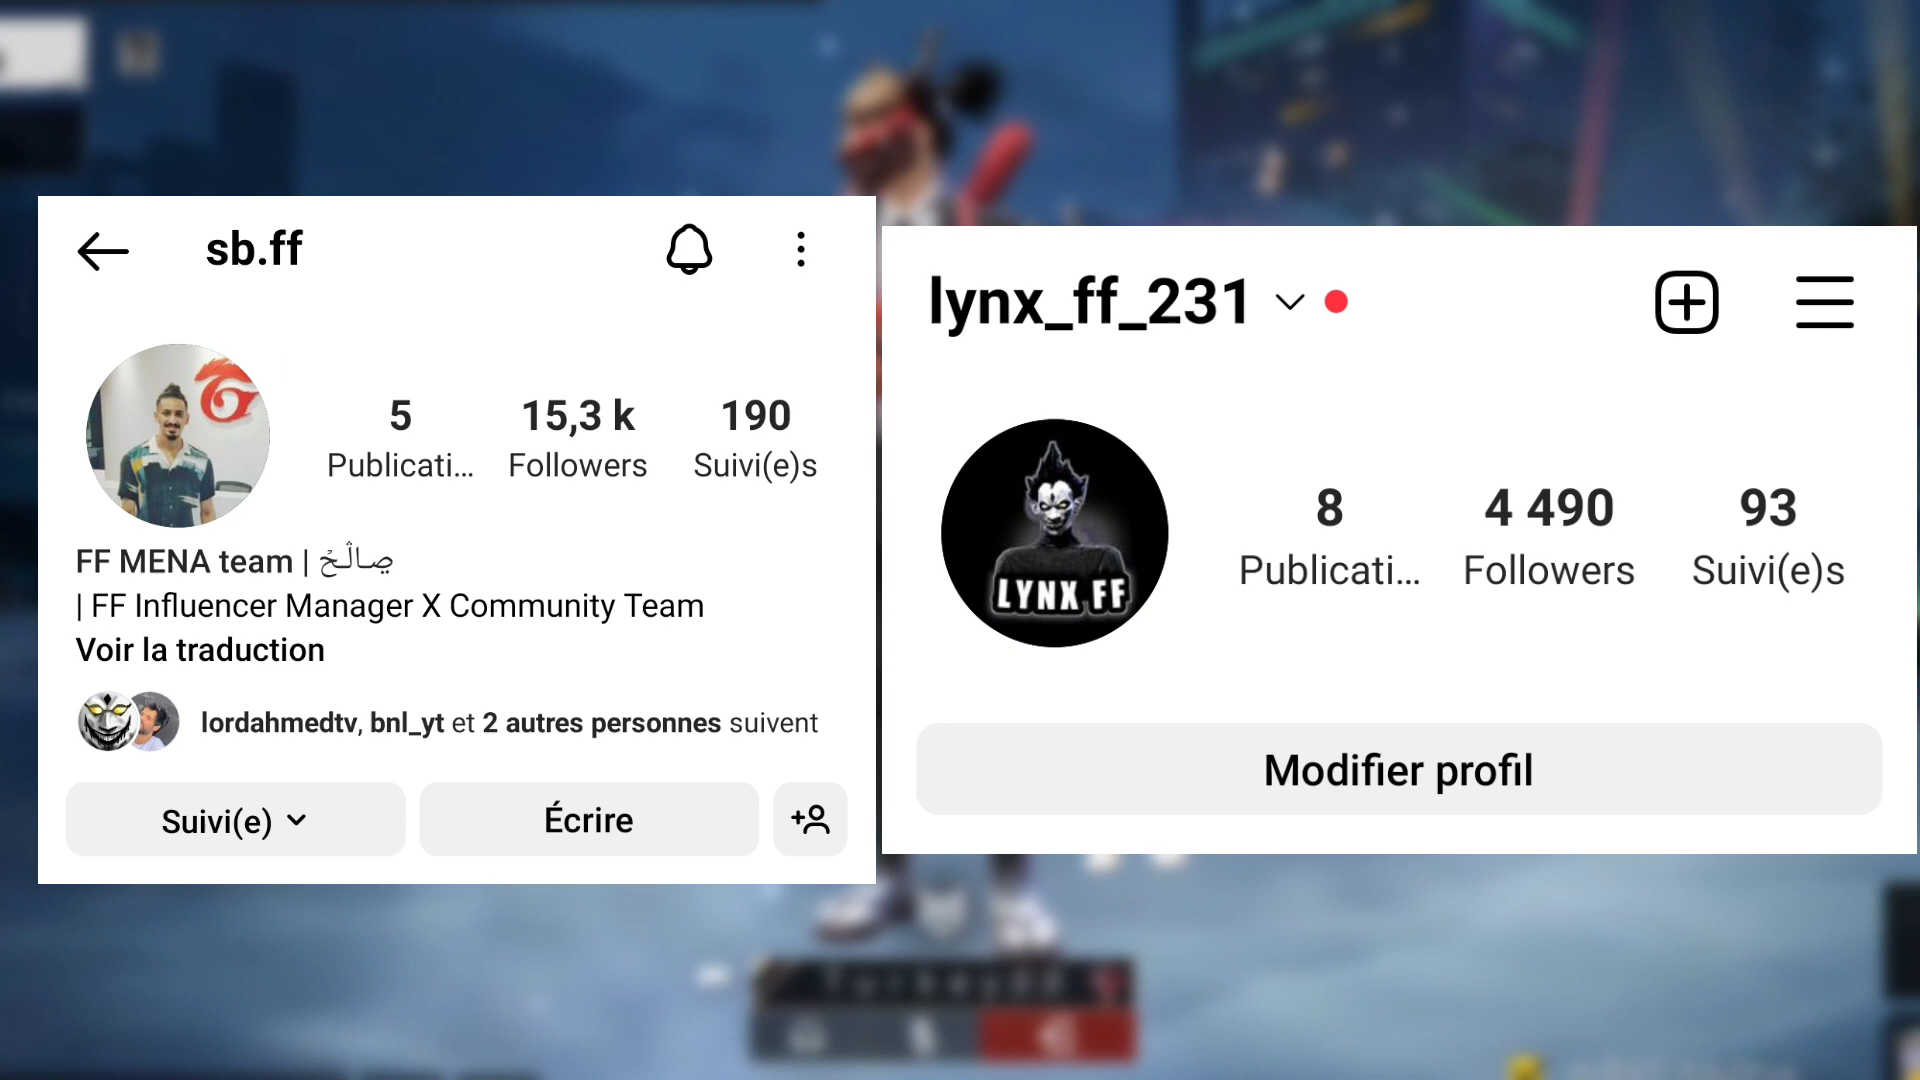 sb.ff
5
15,3 k
190
Publicati...
Followers
Suivi(e)s
FF MENA team | صالح
| FF Influencer Manager X Community Team
Voir la traduction
lordahmedtv, bnl_yt et 2 autres personnes suivent
Suivi(e)
Écrire
lynx_ff_231
LYNX FF
8
4 490
93
Publicati...
Followers
Suivi(e)s
Modifier profil